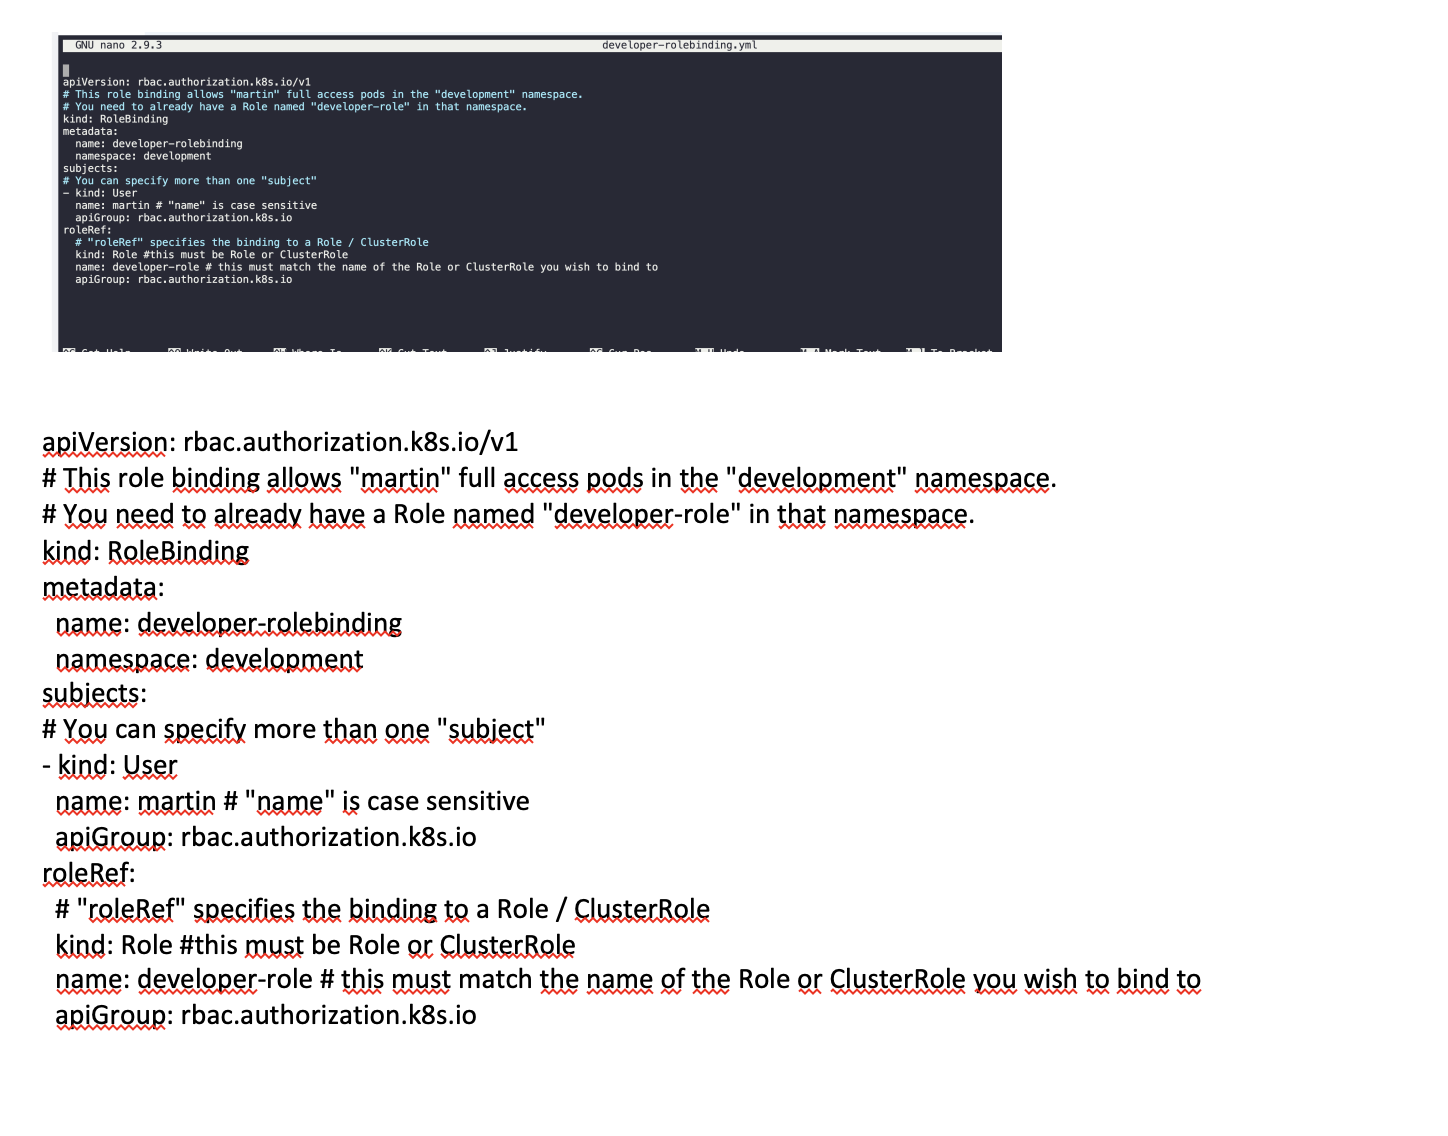 GNU nano 2.9.3 developer-rolebinding.yml
apiVersion: rbac.authorization.k8s.io/v1
# This role binding allows "martin" full access pods in the "development" namespace.
# You need to already have a Role named "developer-role" in that namespace.
kind: RoleBinding
metadata:
  name: developer-rolebinding
  namespace: development
subjects:
# You can specify more than one "subject"
- kind: User
  name: martin # "name" is case sensitive
  apiGroup: rbac.authorization.k8s.io
roleRef:
  # "roleRef" specifies the binding to a Role / ClusterRole
  kind: Role #this must be Role or ClusterRole
  name: developer-role # this must match the name of the Role or ClusterRole you wish to bind to
  apiGroup: rbac.authorization.k8s.io
apiVersion: rbac.authorization.k8s.io/v1
# This role binding allows "martin" full access pods in the "development" namespace.
# You need to already have a Role named "developer-role" in that namespace.
kind: RoleBinding
metadata:
  name: developer-rolebinding
  namespace: development
subjects:
# You can specify more than one "subject"
- kind: User
  name: martin # "name" is case sensitive
  apiGroup: rbac.authorization.k8s.io
roleRef:
  # "roleRef" specifies the binding to a Role / ClusterRole
  kind: Role #this must be Role or ClusterRole
  name: developer-role # this must match the name of the Role or ClusterRole you wish to bind to
  apiGroup: rbac.authorization.k8s.io